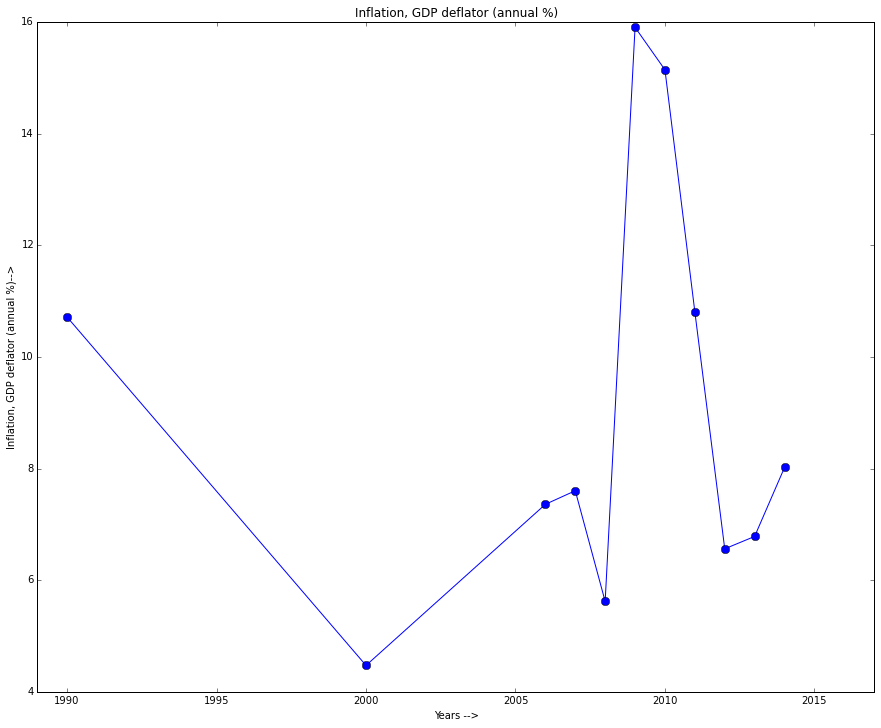 Inflation, GDP deflator (annual %)
16
14
12
10
8
6
4
Inflation, GDP deflator (annual %)-->
1990 1995 2000 2005 2010 2015
Years -->